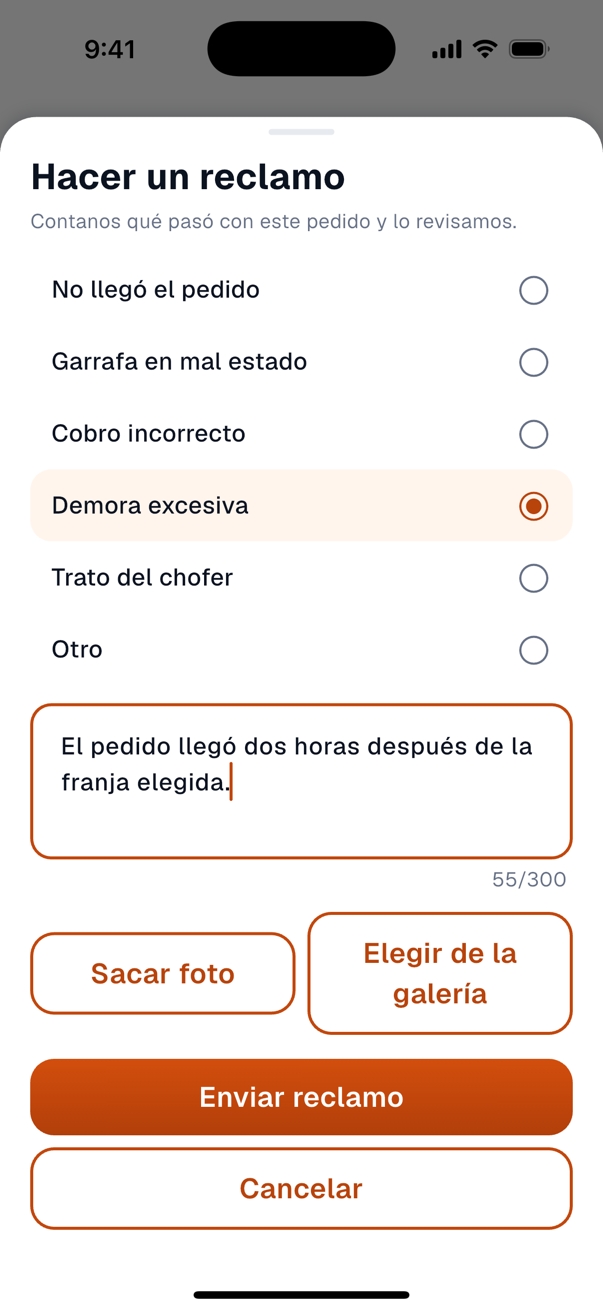 9:41
Hacer un reclamo
Contanos qué pasó con este pedido y lo revisamos.
No llegó el pedido
Garrafa en mal estado
Cobro incorrecto
Demora excesiva
Trato del chofer
Otro
El pedido llegó dos horas después de la
franja elegida.
55/300
Sacar foto
Elegir de la
galería
Enviar reclamo
Cancelar